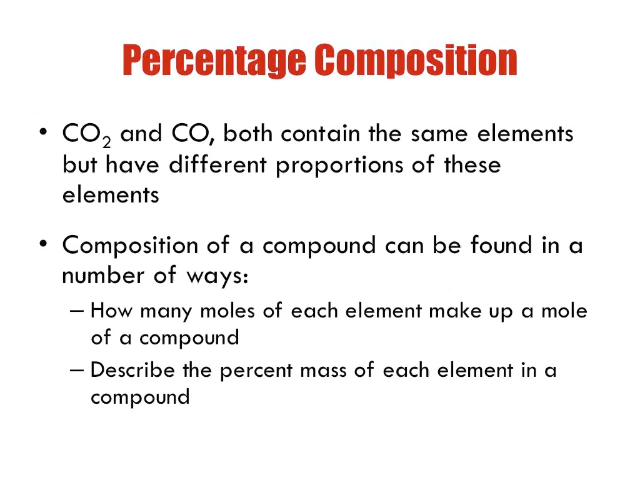 Percentage Composition
• CO₂ and CO, both contain the same elements
but have different proportions of these
elements
• Composition of a compound can be found in a
number of ways:
– How many moles of each element make up a mole
of a compound
– Describe the percent mass of each element in a
compound